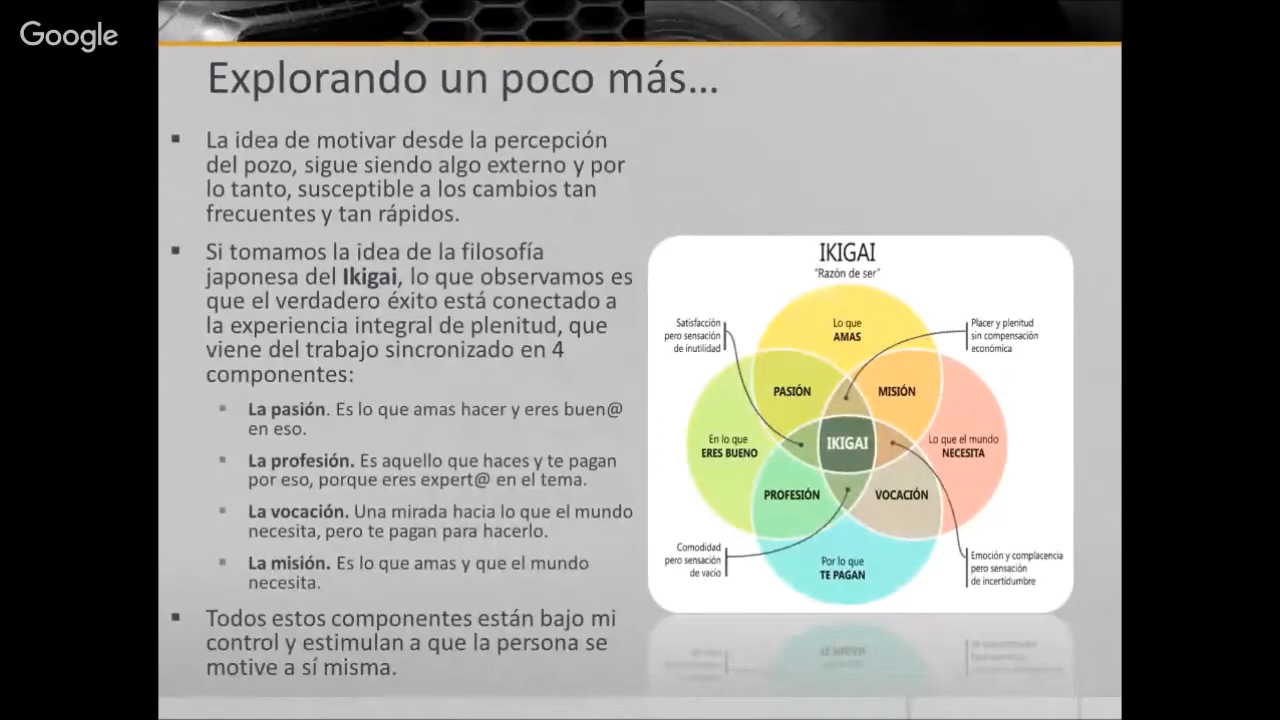 Google
Explorando un poco más...
▪ La idea de motivar desde la percepción
del pozo, sigue siendo algo externo y por
lo tanto, susceptible a los cambios tan
frecuentes y tan rápidos.
▪ Si tomamos la idea de la filosofía
japonesa del Ikigai, lo que observamos es
que el verdadero éxito está conectado a
la experiencia integral de plenitud, que
viene del trabajo sincronizado en 4
componentes:
▪ La pasión. Es lo que amas hacer y eres buen@
en eso.
▪ La profesión. Es aquello que haces y te pagan
por eso, porque eres expert@ en el tema.
▪ La vocación. Una mirada hacia lo que el mundo
necesita, pero te pagan para hacerlo.
▪ La misión. Es lo que amas y que el mundo
necesita.
▪ Todos estos componentes están bajo mi
control y estimulan a que la persona se
motive a sí misma.
IKIGAI
"Razón de ser"
Satisfacción
pero sensación
de inutilidad
Lo que
AMAS
Placer y plenitud
sin compensación
económica
PASIÓN
MISIÓN
En lo que
ERES BUENO
IKIGAI
Lo que el mundo
NECESITA
PROFESIÓN
VOCACIÓN
Comodidad
pero sensación
de vacío
Por lo que
TE PAGAN
Emoción y complacencia
pero sensación
de incertidumbre